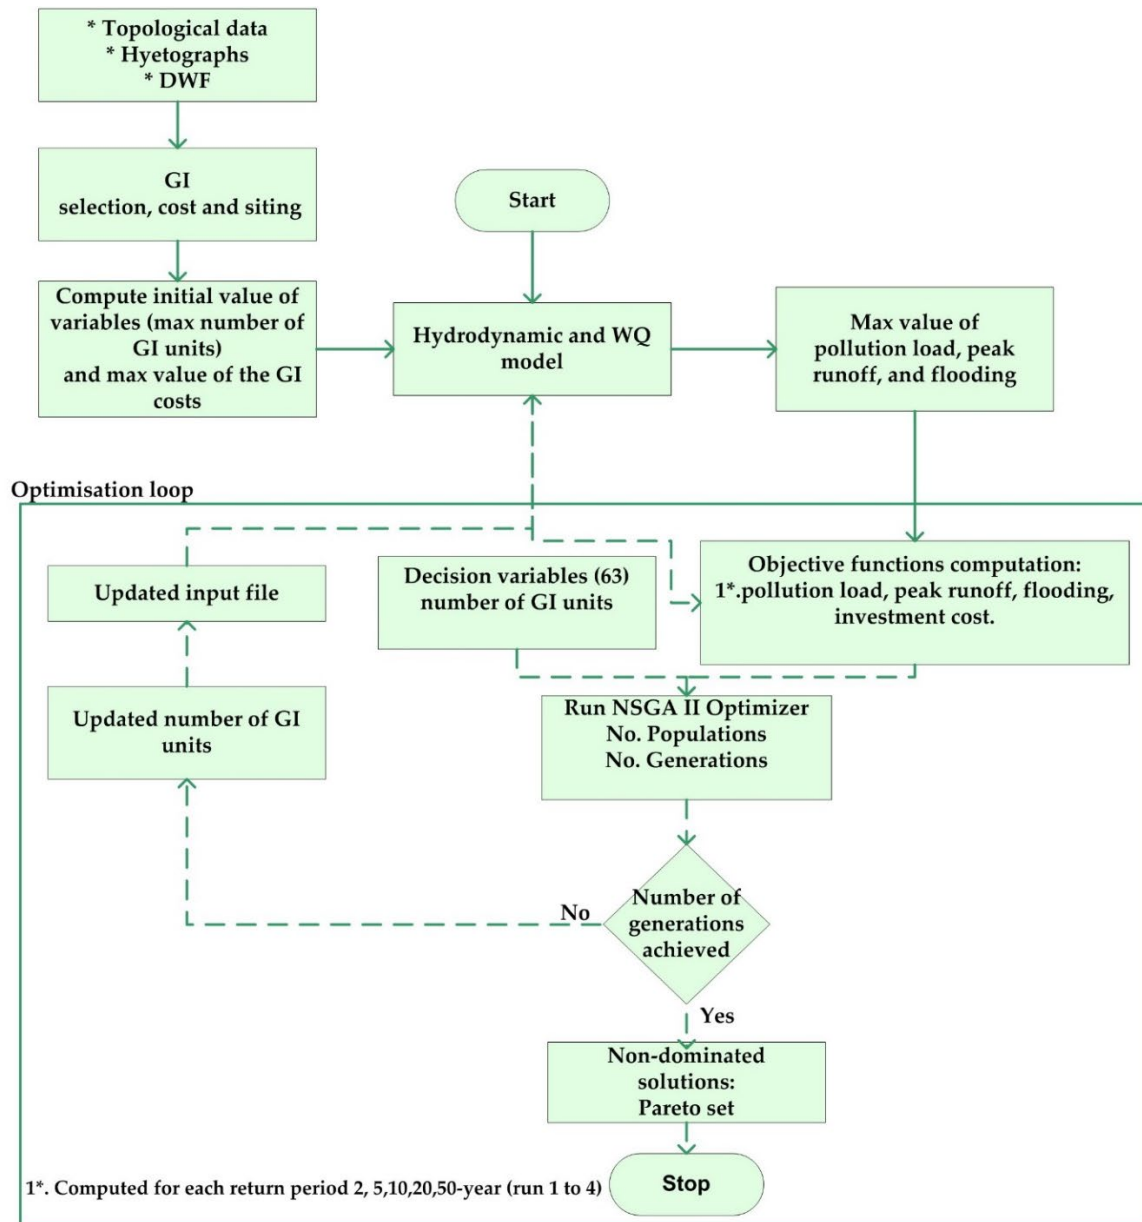 * Topological data
* Hyetographs
* DWF
GI
selection, cost and siting
Start
Compute initial value of
variables (max number of
GI units)
and max value of the GI
costs
Hydrodynamic and WQ
model
Max value of
pollution load, peak
runoff, and flooding
Optimisation loop
Updated input file
Decision variables (63)
number of GI units
Objective functions computation:
1*.pollution load, peak runoff, flooding,
investment cost.
Updated number of GI
units
Run NSGA II Optimizer
No. Populations
No. Generations
No
Number of
generations
achieved
Yes
Non-dominated
solutions:
Pareto set
1*. Computed for each return period 2, 5,10,20,50-year (run 1 to 4)
Stop